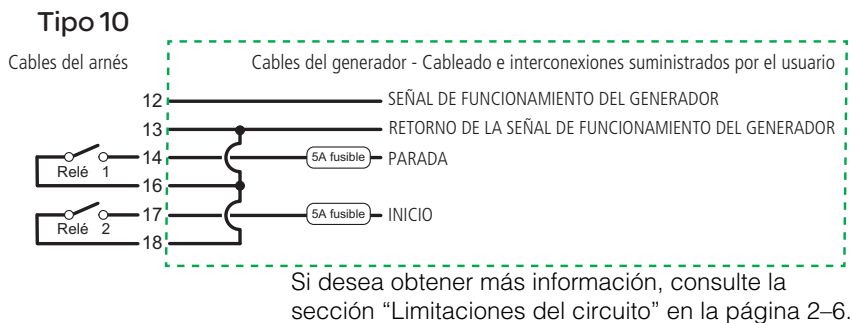 Tipo 10
Cables del arnés
Cables del generador - Cableado e interconexiones suministrados por el usuario
12
SEÑAL DE FUNCIONAMIENTO DEL GENERADOR
13
RETORNO DE LA SEÑAL DE FUNCIONAMIENTO DEL GENERADOR
14
5A fusible
PARADA
Relé 1
16
17
5A fusible
INICIO
Relé 2
18
Si desea obtener más información, consulte la
sección “Limitaciones del circuito” en la página 2–6.